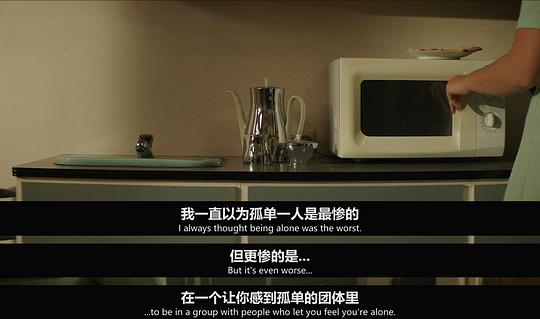 我一直以为孤单一人是最惨的
I always thought being alone was the worst.
但更惨的是...
But it's even worse...
在一个让你感到孤单的团体里
...to be in a group with people who let you feel you're alone.